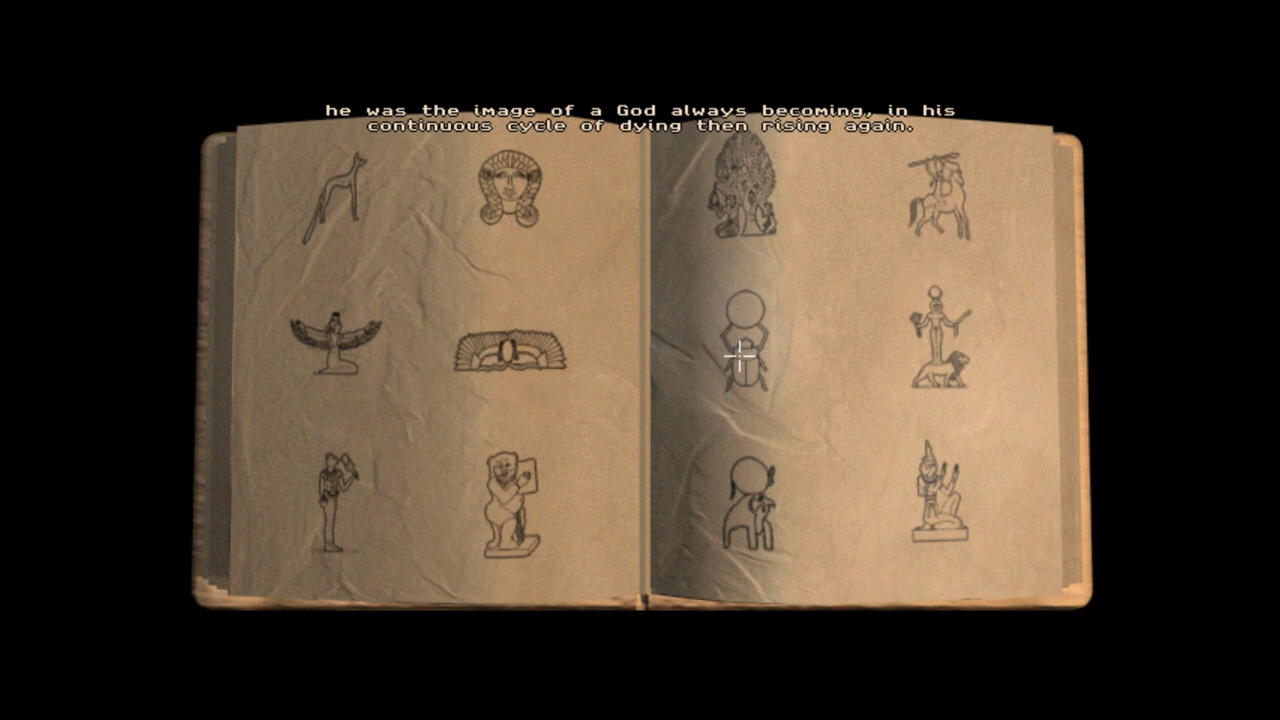 he was the image of a God always becoming, in his
continuous cycle of dying then rising again.